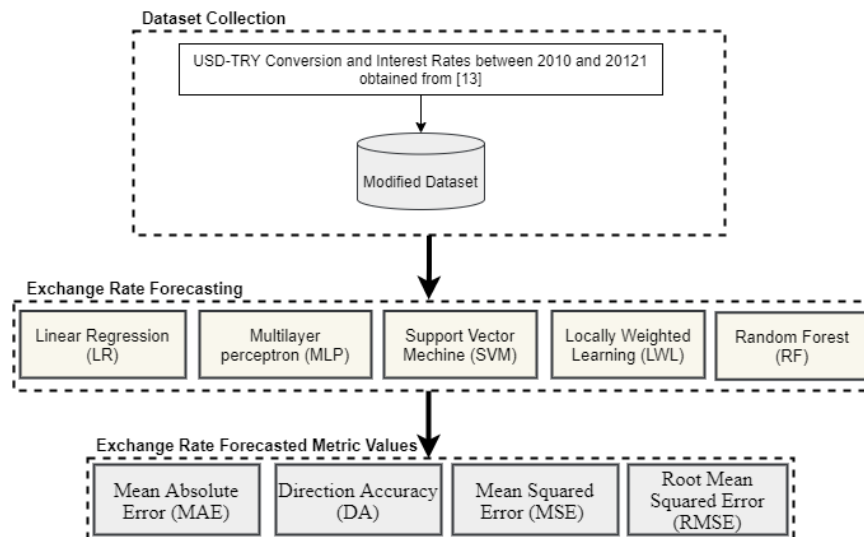 Dataset Collection
USD-TRY Conversion and Interest Rates between 2010 and 20121
obtained from [13]
Modified Dataset
Exchange Rate Forecasting
Linear Regression
(LR)
Multilayer
perceptron (MLP)
Support Vector
Mechine (SVM)
Locally Weighted
Learning (LWL)
Random Forest
(RF)
Exchange Rate Forecasted Metric Values
Mean Absolute
Error (MAE)
Direction Accuracy
(DA)
Mean Squared
Error (MSE)
Root Mean
Squared Error
(RMSE)